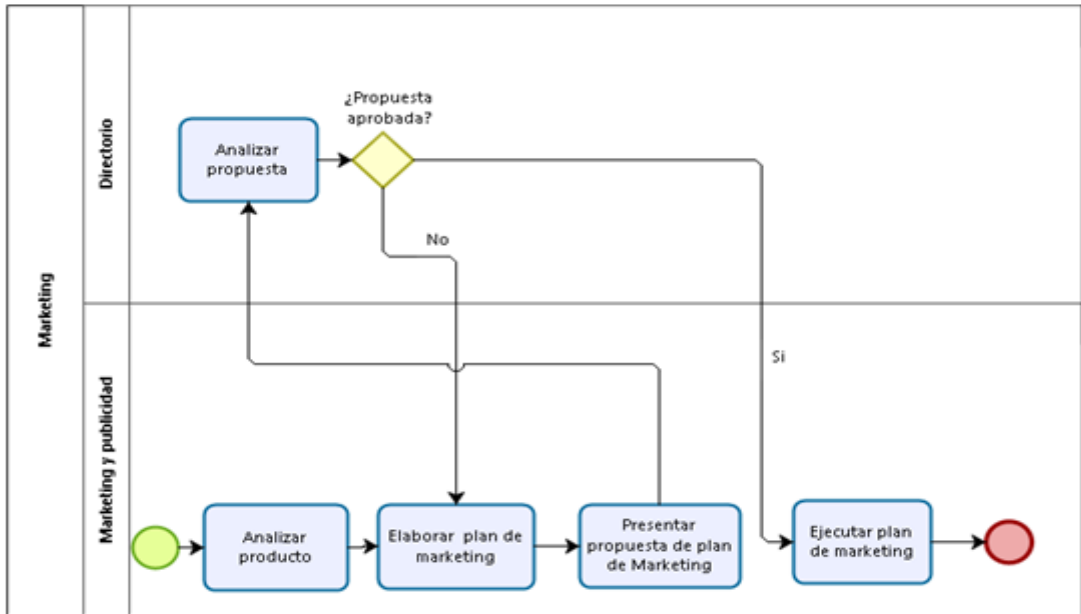 Marketing
Directorio
¿Propuesta
aprobada?
Analizar
propuesta
No
Si
Marketing y publicidad
Analizar
producto
Elaborar plan de
marketing
Presentar
propuesta de plan
de Marketing
Ejecutar plan
de marketing